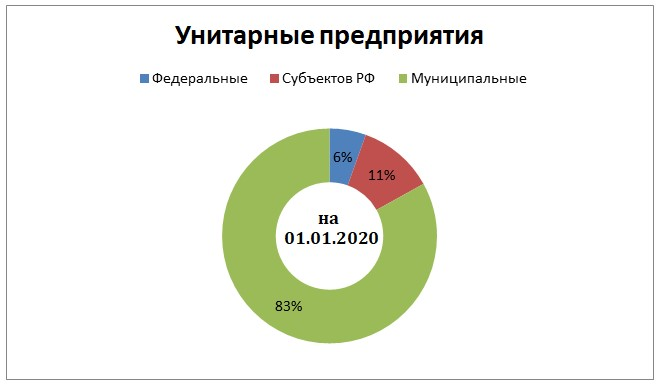 Унитарные предприятия
Федеральные Субъектов РФ Муниципальные
6%
11%
на
01.01.2020
83%